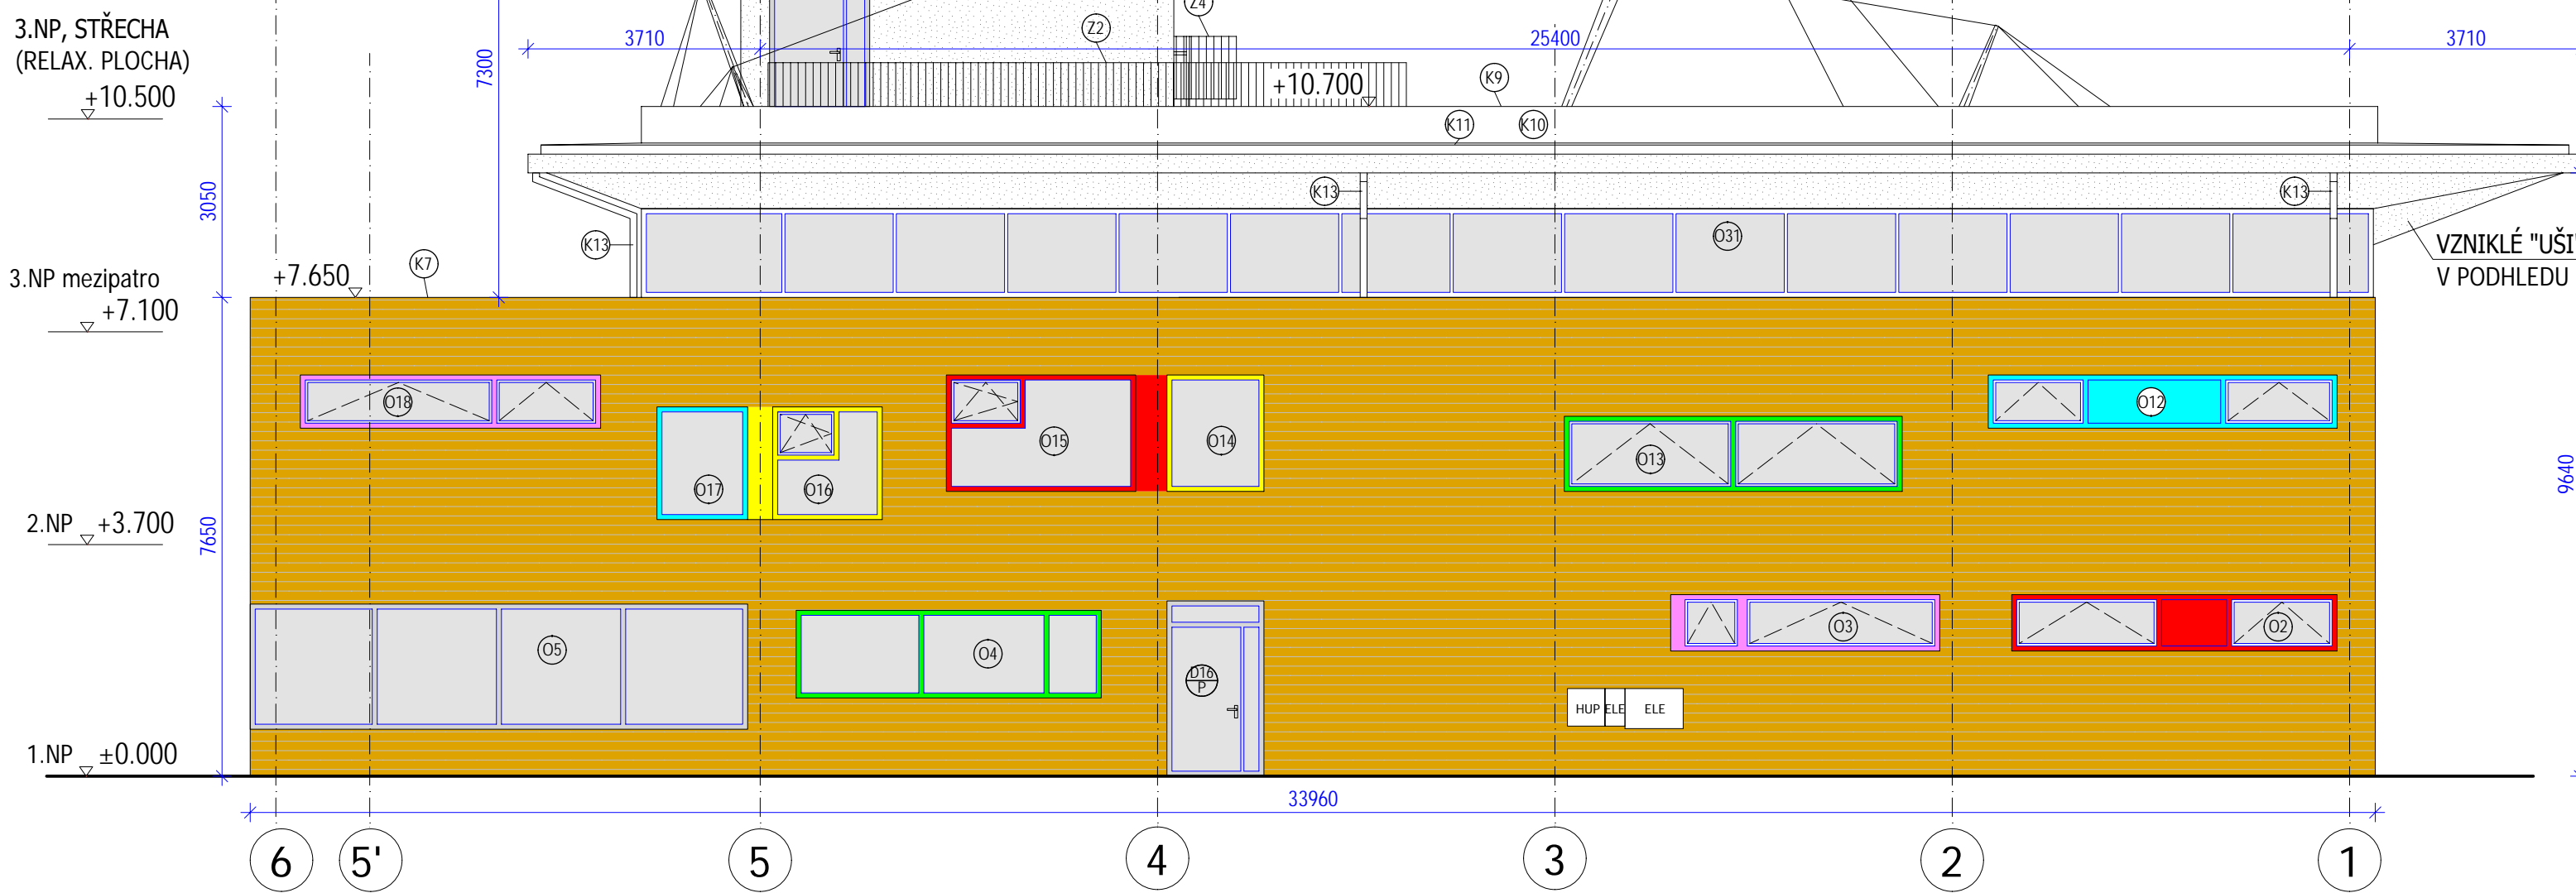 Z4
3.NP, STŘECHA
(RELAX. PLOCHA)
+10.500
3710
25400
3710
7300
Z2
+10.700
K9
K11
K10
3050
K13
K13
K13
O31
VZNIKLÉ "UŠI"
V PODHLEDU
K7
3.NP mezipatro
+7.650
+7.100
O18
O12
O15
O14
O13
O17
O16
9640
2.NP +3.700
7650
O5
O4
O3
O2
D16
P
HUP ELE ELE
1.NP ±0.000
33960
6 5' 5 4 3 2 1